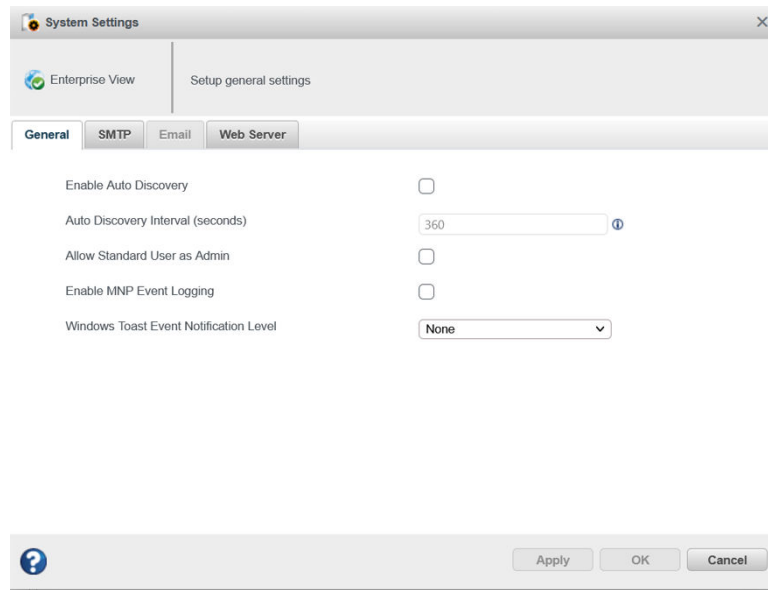 System Settings
Enterprise View
Setup general settings
General
SMTP
Email
Web Server
Enable Auto Discovery
Auto Discovery Interval (seconds)
360
Allow Standard User as Admin
Enable MNP Event Logging
Windows Toast Event Notification Level
None
Apply
OK
Cancel